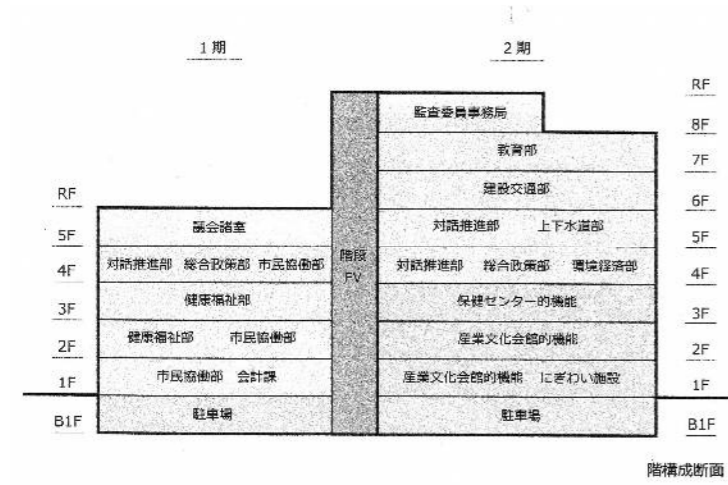 1期
2期
RF
監査委員事務局
8F
教育部
7F
建設交通部
6F
RF
議会諸室
5F
対話推進部 上下水道部
5F
対話推進部 総合政策部 市民協働部
4F
階段
EV
対話推進部 総合政策部 環境経済部
4F
健康福祉部
3F
保健センター的機能
3F
健康福祉部 市民協働部
2F
産業文化会館的機能
2F
市民協働部 会計課
1F
産業文化会館的機能 にぎわい施設
1F
駐車場
B1F
駐車場
B1F
階構成断面